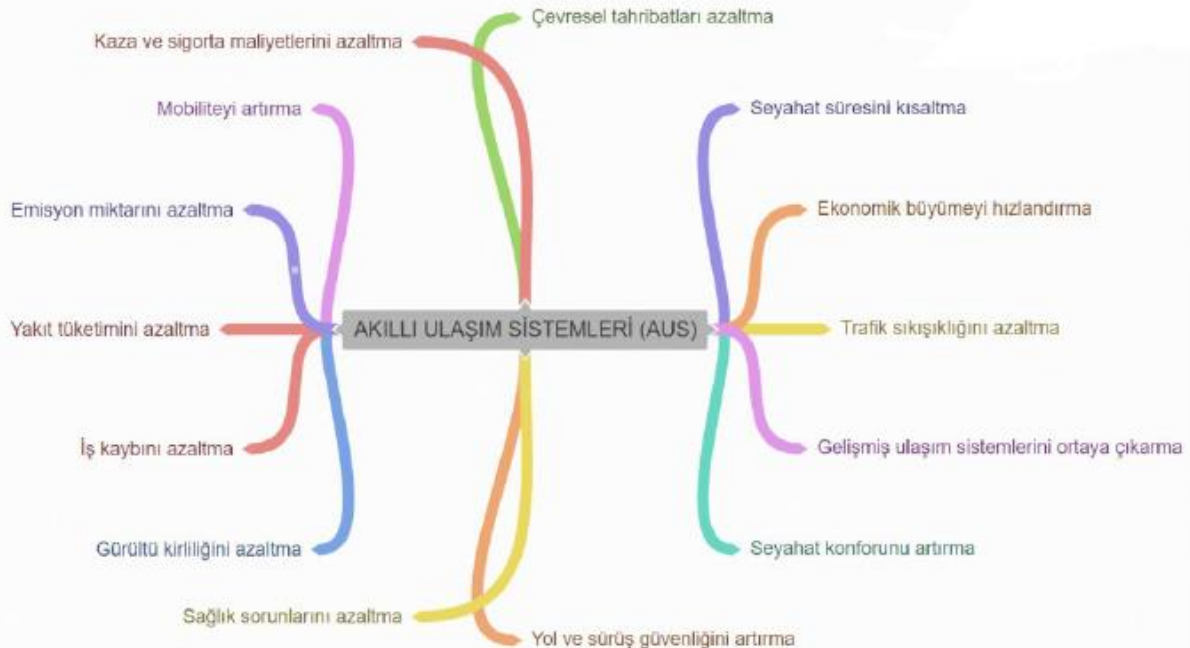 Çevresel tahribatları azaltma
Kaza ve sigorta maliyetlerini azaltma
Mobiliteyi artırma
Seyahat süresini kısaltma
Emisyon miktarını azaltma
Ekonomik büyümeyi hızlandırma
Yakıt tüketimini azaltma
AKILLI ULAŞIM SİSTEMLERİ (AUS)
Trafik sıkışıklığını azaltma
İş kaybını azaltma
Gelişmiş ulaşım sistemlerini ortaya çıkarma
Gürültü kirliliğini azaltma
Seyahat konforunu artırma
Sağlık sorunlarını azaltma
Yol ve sürüş güvenliğini artırma